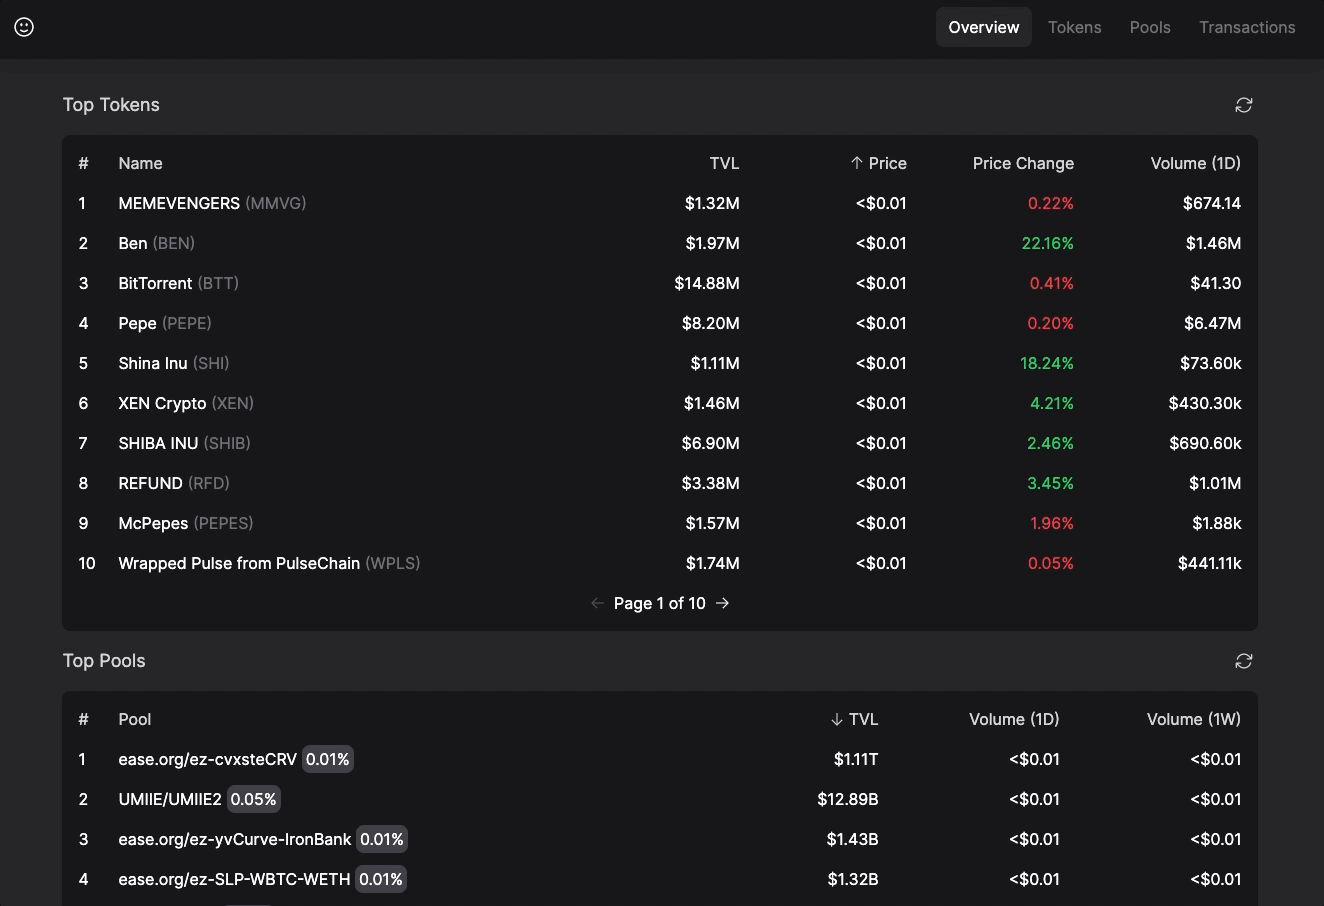 Overview Tokens Pools Transactions
Top Tokens
# Name TVL ↑ Price Price Change Volume (1D)
1 MEMEVENGERS (MMVG) $1.32M <$0.01 0.22% $674.14
2 Ben (BEN) $1.97M <$0.01 22.16% $1.46M
3 BitTorrent (BTT) $14.88M <$0.01 0.41% $41.30
4 Pepe (PEPE) $8.20M <$0.01 0.20% $6.47M
5 Shina Inu (SHI) $1.11M <$0.01 18.24% $73.60k
6 XEN Crypto (XEN) $1.46M <$0.01 4.21% $430.30k
7 SHIBA INU (SHIB) $6.90M <$0.01 2.46% $690.60k
8 REFUND (RFD) $3.38M <$0.01 3.45% $1.01M
9 McPepes (PEPES) $1.57M <$0.01 1.96% $1.88k
10 Wrapped Pulse from PulseChain (WPLS) $1.74M <$0.01 0.05% $441.11k
← Page 1 of 10 →
Top Pools
# Pool ↓ TVL Volume (1D) Volume (1W)
1 ease.org/ez-cvxsteCRV 0.01% $1.11T <$0.01 <$0.01
2 UMIIE/UMIIE2 0.05% $12.89B <$0.01 <$0.01
3 ease.org/ez-yvCurve-IronBank 0.01% $1.43B <$0.01 <$0.01
4 ease.org/ez-SLP-WBTC-WETH 0.01% $1.32B <$0.01 <$0.01